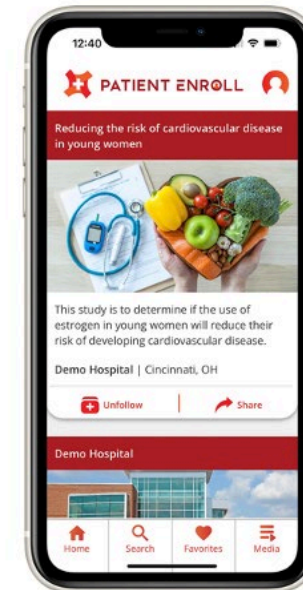 12:40
PATIENT ENROLL
Reducing the risk of cardiovascular disease
in young women
This study is to determine if the use of
estrogen in young women will reduce their
risk of developing cardiovascular disease.
Demo Hospital | Cincinnati, OH
Unfollow
Share
Demo Hospital
Home
Search
Favorites
Media